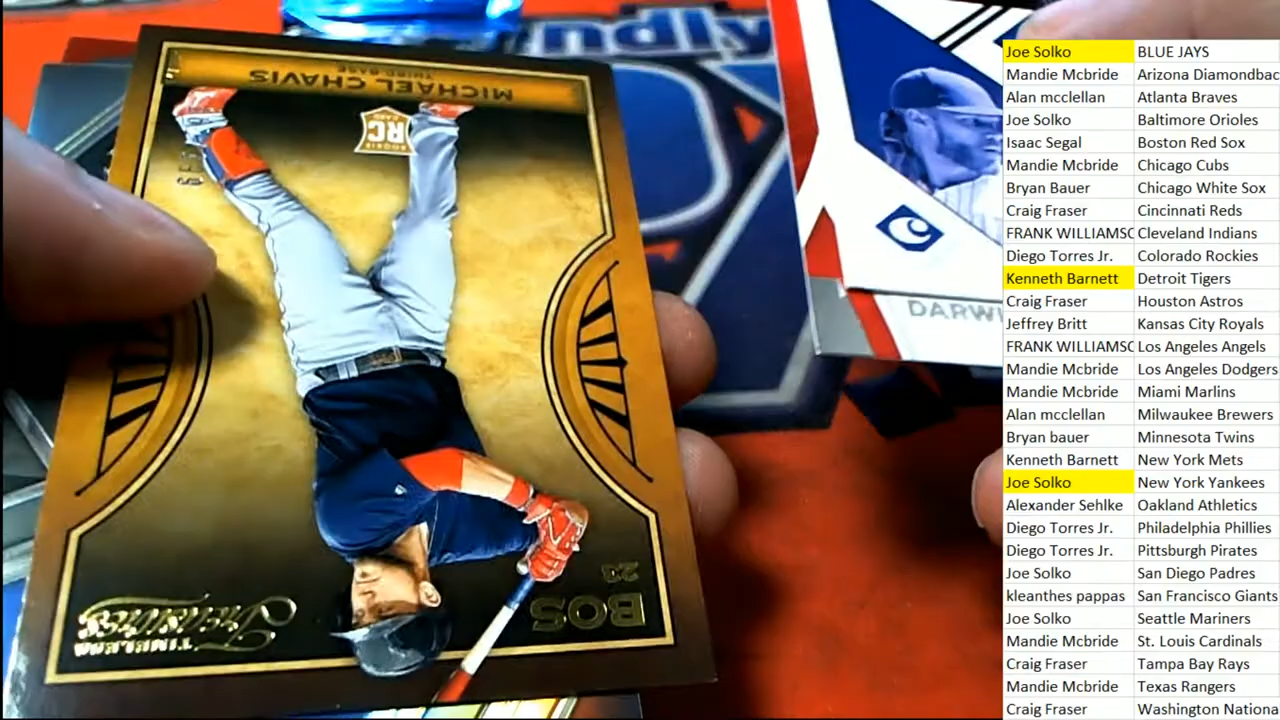 MICHAEL CHAVIS
THIRD BASE
ROOKIE
RC
CARD
BOS
23
TIMELESS
Treasures
ndly
DARW
Joe Solko BLUE JAYS
Mandie Mcbride Arizona Diamondbac
Alan mcclellan Atlanta Braves
Joe Solko Baltimore Orioles
Isaac Segal Boston Red Sox
Mandie Mcbride Chicago Cubs
Bryan Bauer Chicago White Sox
Craig Fraser Cincinnati Reds
FRANK WILLIAMSC Cleveland Indians
Diego Torres Jr. Colorado Rockies
Kenneth Barnett Detroit Tigers
Craig Fraser Houston Astros
Jeffrey Britt Kansas City Royals
FRANK WILLIAMSC Los Angeles Angels
Mandie Mcbride Los Angeles Dodgers
Mandie Mcbride Miami Marlins
Alan mcclellan Milwaukee Brewers
Bryan bauer Minnesota Twins
Kenneth Barnett New York Mets
Joe Solko New York Yankees
Alexander Sehlke Oakland Athletics
Diego Torres Jr. Philadelphia Phillies
Diego Torres Jr. Pittsburgh Pirates
Joe Solko San Diego Padres
kleanthes pappas San Francisco Giants
Joe Solko Seattle Mariners
Mandie Mcbride St. Louis Cardinals
Craig Fraser Tampa Bay Rays
Mandie Mcbride Texas Rangers
Craig Fraser Washington Nationa